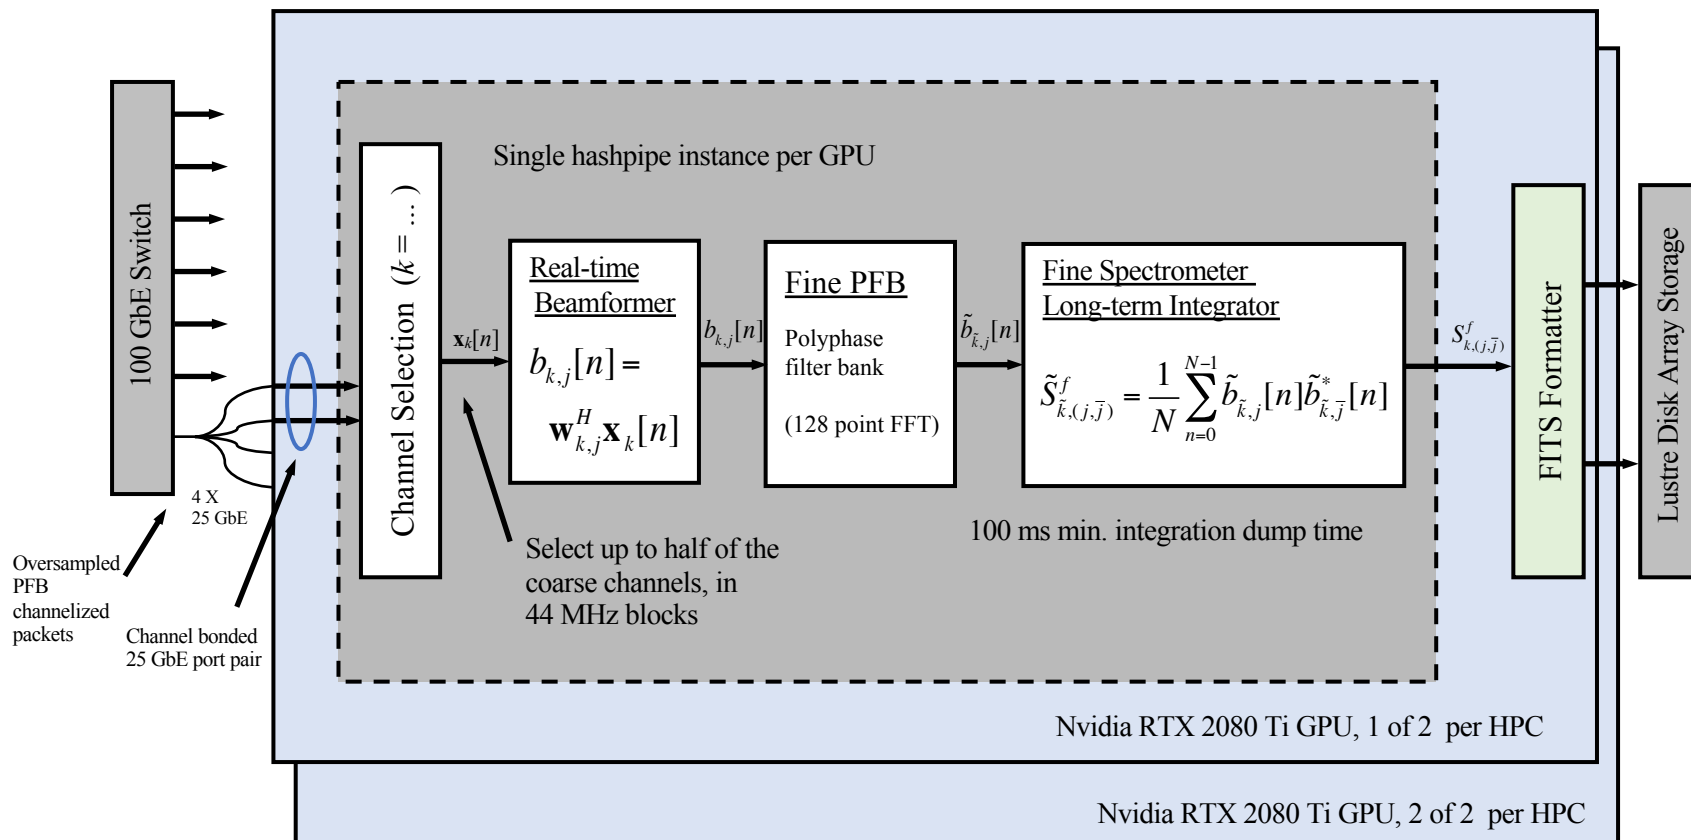 100 GbE Switch
4 X
25 GbE
Oversampled
PFB
channelized
packets
Channel bonded
25 GbE port pair
Single hashpipe instance per GPU
Channel Selection (k = ...)
𝐱ₖ[n]
Select up to half of the
coarse channels, in
44 MHz blocks
Real-time
Beamformer
b_{k,j}[n] =
𝐰^H_{k,j}𝐱_k[n]
b_{k,j}[n]
Fine PFB
Polyphase
filter bank
(128 point FFT)
b̃_{k̃,j}[n]
Fine Spectrometer
Long-term Integrator
S̃^f_{k̃,(j,j̅)} = 1/N ∑_{n=0}^{N−1} b̃_{k̃,j}[n]b̃^*_{k̃,j̅}[n]
100 ms min. integration dump time
S^f_{k,(j,j̅)}
FITS Formatter
Lustre Disk Array Storage
Nvidia RTX 2080 Ti GPU, 1 of 2 per HPC
Nvidia RTX 2080 Ti GPU, 2 of 2 per HPC